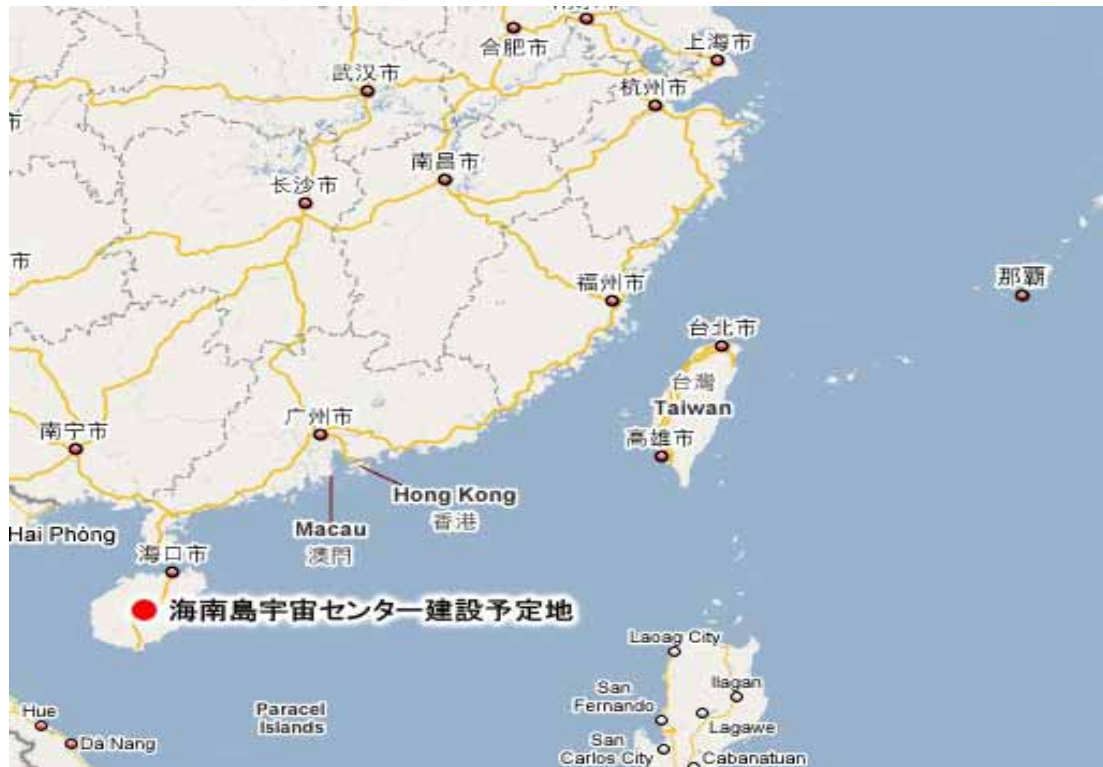 合肥市
上海市
武汉市
杭州市
市
南昌市
长沙市
市
那覇
福州市
台北市
台灣
Taiwan
广州市
南宁市
高雄市
Hong Kong
香港
Macau
澳門
Hai Phòng
海口市
海南島宇宙センター建設予定地
Laoag City
San
Fernando
Ilagan
Lagawe
Paracel
Islands
Hue
Da Nang
San
Carlos City
Cabanatuan